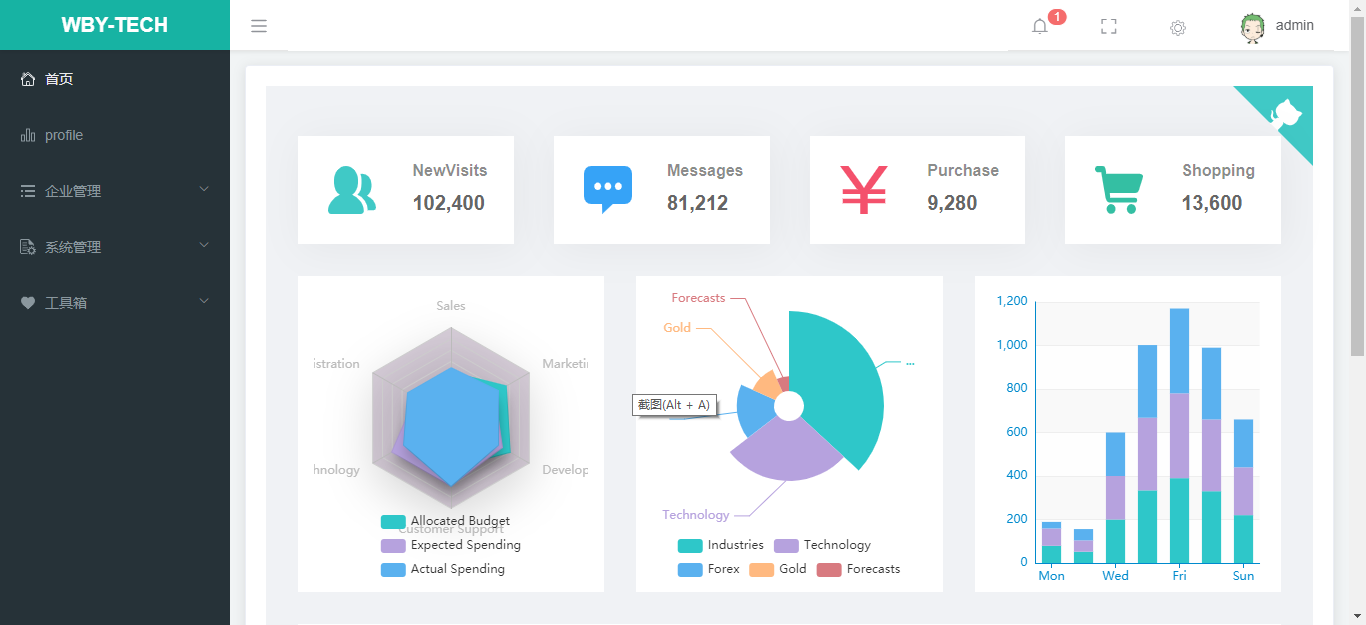 WBY-TECH
1
admin
首页
profile
企业管理
系统管理
工具箱
NewVisits
102,400
Messages
81,212
Purchase
9,280
Shopping
13,600
Sales
istration
Marketin
hnology
Develop
Customer Support
Allocated Budget
Expected Spending
Actual Spending
Forecasts
Gold
...
截图(Alt + A)
Technology
Industries Technology
Forex Gold Forecasts
1,200
1,000
800
600
400
200
0
Mon Wed Fri Sun